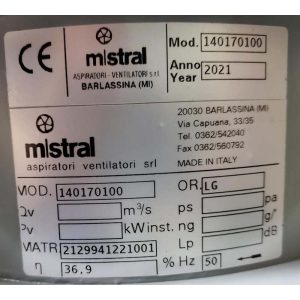 CE
mistral
ASPIRATORI - VENTILATORI s.r.l
BARLASSINA (MI)
Mod. 140170100
Anno
Year 2021
mistral
aspiratori ventilatori srl
20030 BARLASSINA (MI)
Via Capuana, 33/35
Tel. 0362/542040
Fax 0362/560792
MADE IN ITALY
MOD. 140170100 OR. LG
Qv m³/s ps pa
Pv kWinst. ng g/'
MATR. 2129941221001 Lp dB
η 36,9 % Hz 50